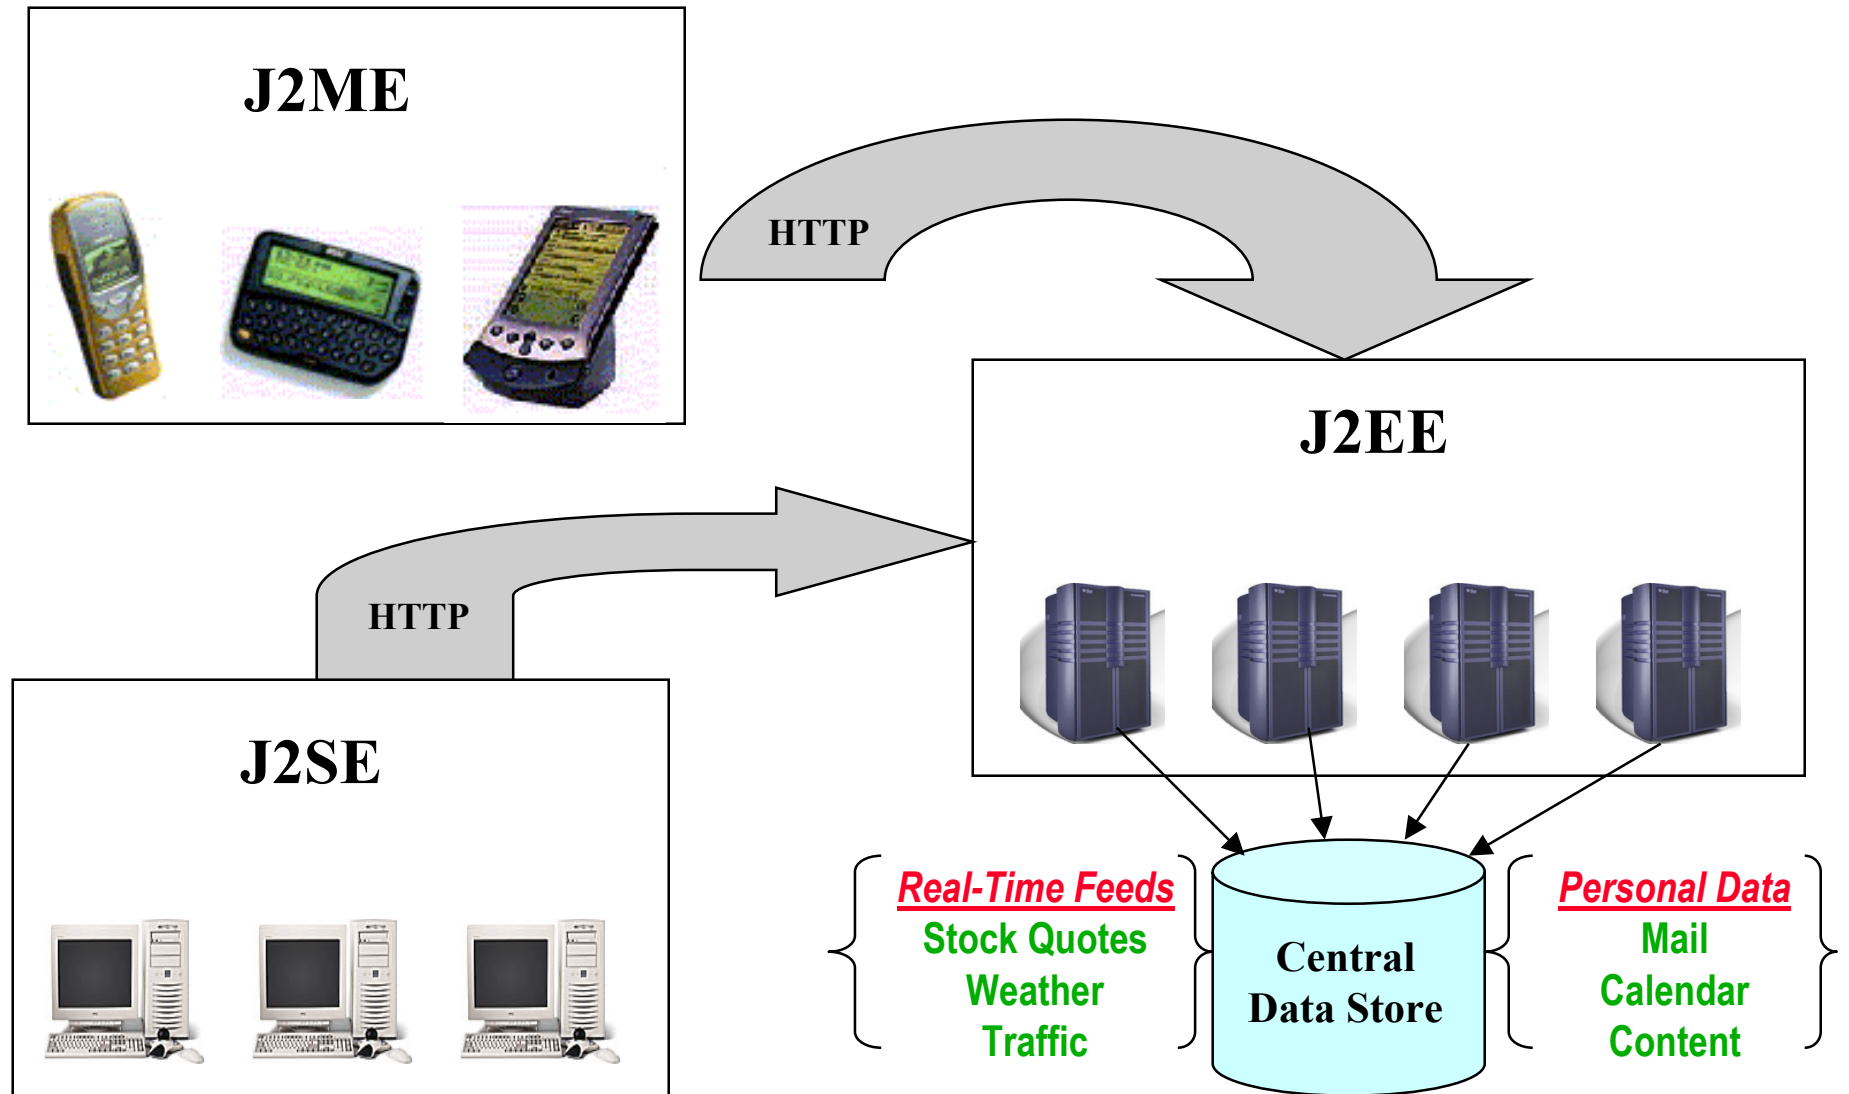 J2ME
HTTP
J2EE
HTTP
J2SE
Real-Time Feeds
Stock Quotes
Weather
Traffic
Central
Data Store
Personal Data
Mail
Calendar
Content